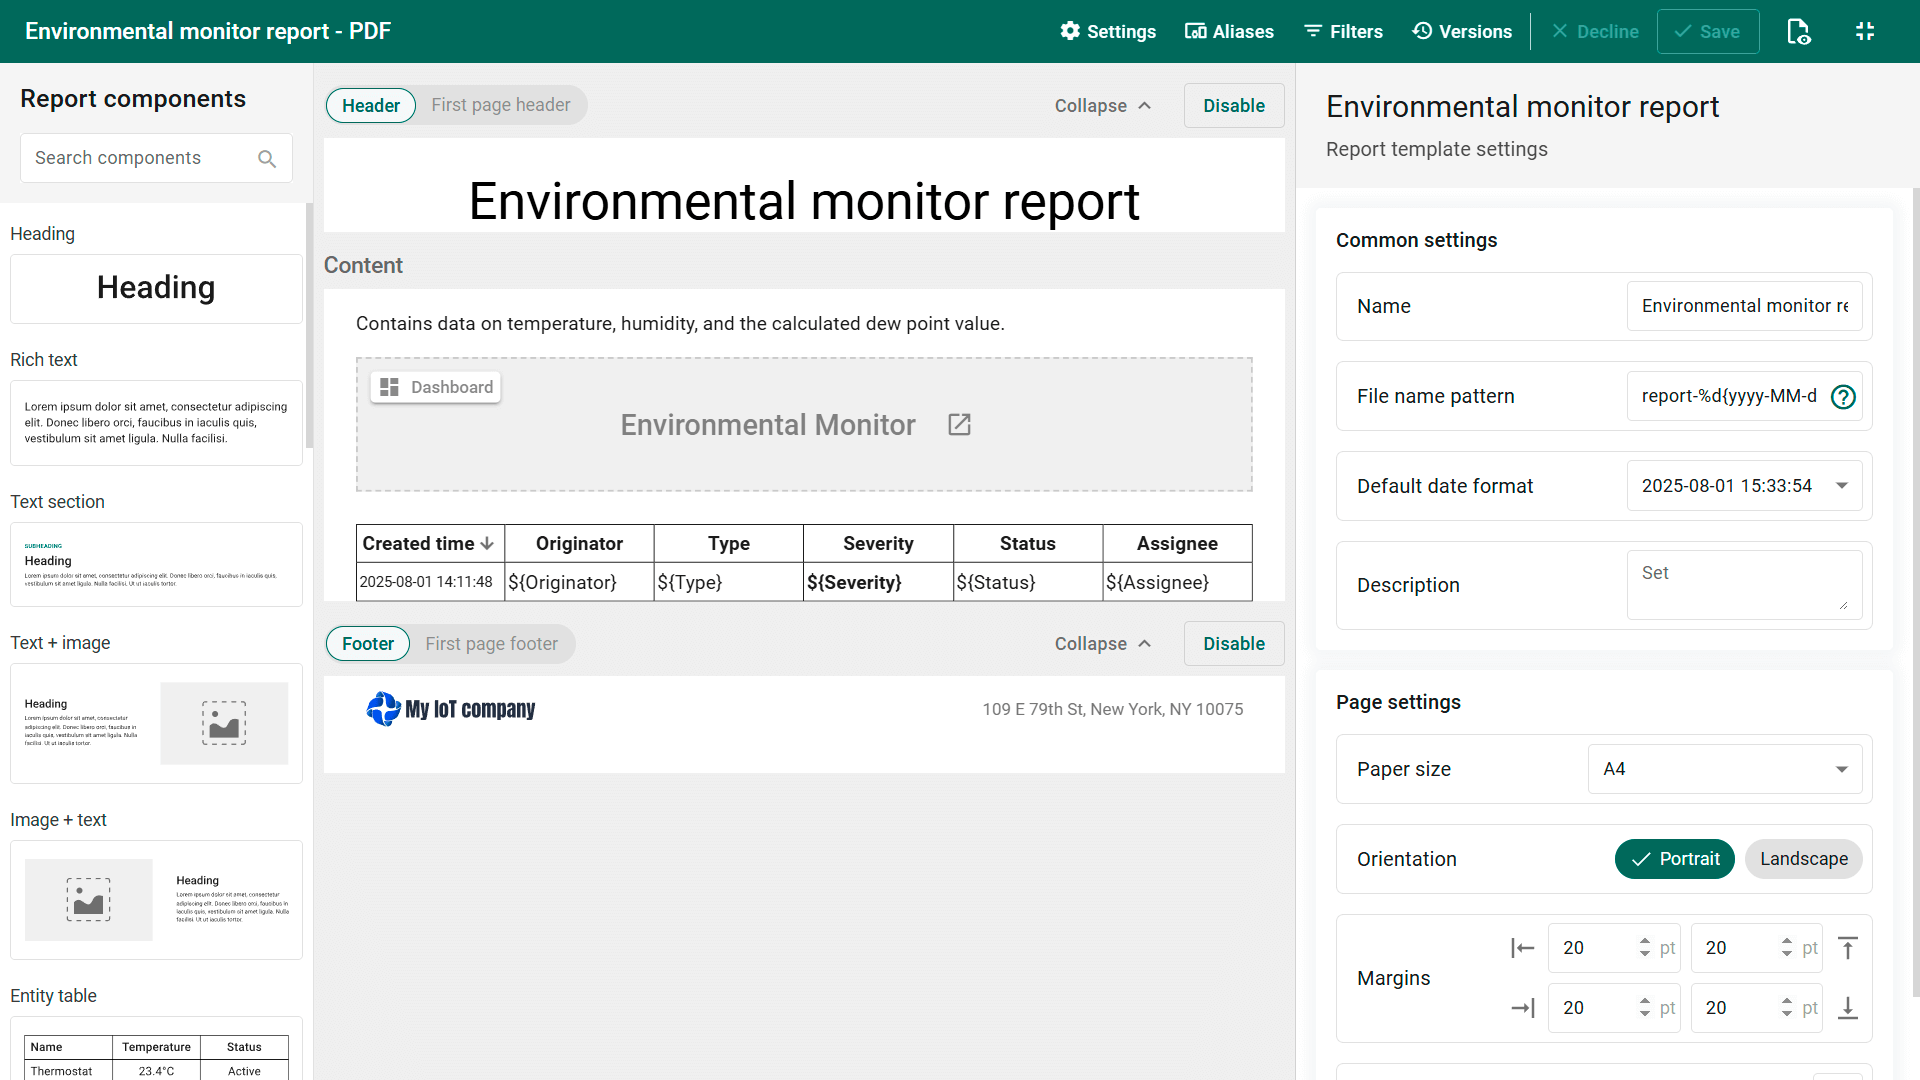 Environmental monitor report - PDF
Settings
Aliases
Filters
Versions
Decline
Save
Report components
Search components
Heading
Heading
Rich text
Lorem ipsum dolor sit amet, consectetur adipiscing
elit. Donec libero orci, faucibus in iaculis quis,
vestibulum sit amet ligula. Nulla facilisi.
Text section
SUBHEADING
Heading
Lorem ipsum dolor sit amet, consectetur adipiscing elit. Donec libero orci, faucibus in iaculis quis,
vestibulum sit amet ligula. Nulla facilisi. Ut ut iaculis tortor.
Text + image
Heading
Lorem ipsum dolor sit amet, consectetur
adipiscing elit. Donec libero orci, faucibus in
iaculis quis, vestibulum sit amet ligula. Nulla
facilisi. Ut ut iaculis tortor.
Image + text
Heading
Lorem ipsum dolor sit amet, consectetur
adipiscing elit. Donec libero orci, faucibus in
iaculis quis, vestibulum sit amet ligula. Nulla
facilisi. Ut ut iaculis tortor.
Entity table
Name Temperature Status
Thermostat 23.4°C Active
Header
First page header
Collapse
Disable
Environmental monitor report
Content
Contains data on temperature, humidity, and the calculated dew point value.
Dashboard
Environmental Monitor
Created time Originator Type Severity Status Assignee
2025-08-01 14:11:48 ${Originator} ${Type} ${Severity} ${Status} ${Assignee}
Footer
First page footer
Collapse
Disable
My IoT company
109 E 79th St, New York, NY 10075
Environmental monitor report
Report template settings
Common settings
Name
Environmental monitor re
File name pattern
report-%d{yyyy-MM-d
Default date format
2025-08-01 15:33:54
Description
Set
Page settings
Paper size
A4
Orientation
Portrait
Landscape
Margins
20 pt
20 pt
20 pt
20 pt